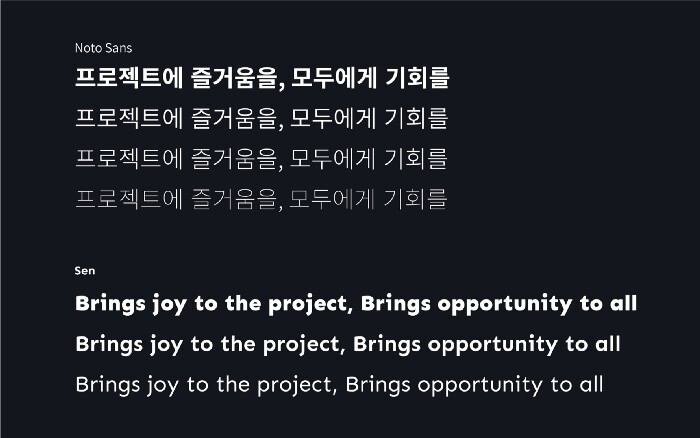 Noto Sans
프로젝트에 즐거움을, 모두에게 기회를
프로젝트에 즐거움을, 모두에게 기회를
프로젝트에 즐거움을, 모두에게 기회를
프로젝트에 즐거움을, 모두에게 기회를
Sen
Brings joy to the project, Brings opportunity to all
Brings joy to the project, Brings opportunity to all
Brings joy to the project, Brings opportunity to all